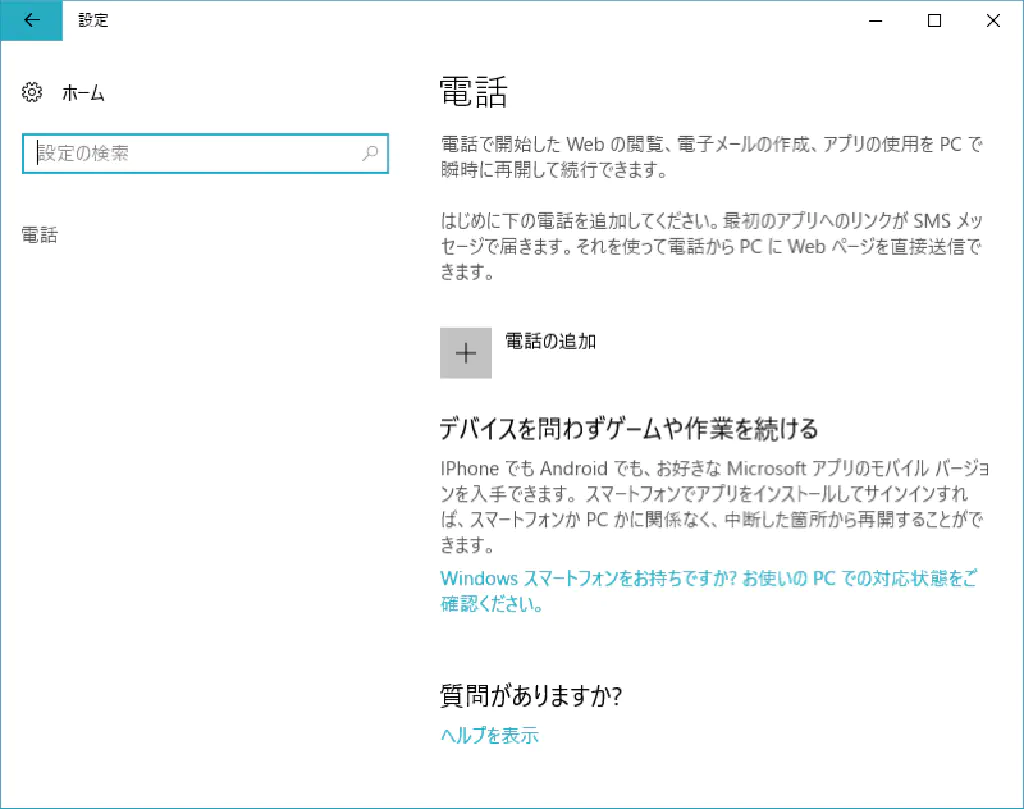 設定
ホーム
設定の検索
電話
電話
電話で開始した Web の閲覧、電子メールの作成、アプリの使用を PC で
瞬時に再開して続行できます。
はじめに下の電話を追加してください。最初のアプリへのリンクが SMS メッ
セージで届きます。それを使って電話から PC に Web ページを直接送信で
きます。
電話の追加
デバイスを問わずゲームや作業を続ける
IPhone でも Android でも、お好きな Microsoft アプリのモバイル バージョ
ンを入手できます。 スマートフォンでアプリをインストールしてサインインすれ
ば、スマートフォンか PC かに関係なく、中断した箇所から再開することがで
きます。
Windows スマートフォンをお持ちですか? お使いの PC での対応状態をご
確認ください。
質問がありますか?
ヘルプを表示